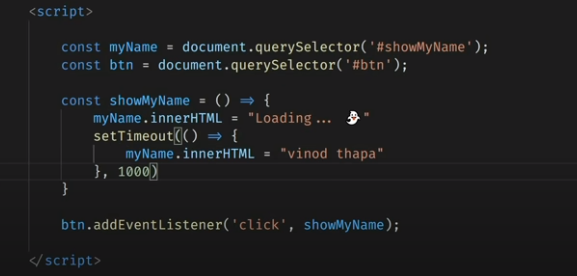 <script>
const myName = document.querySelector('#showMyName');
const btn = document.querySelector('#btn');
const showMyName = () => {
myName.innerHTML = "Loading... 👻"
setTimeout(() => {
myName.innerHTML = "vinod thapa"
}, 1000)
}
btn.addEventListener('click', showMyName);
</script>